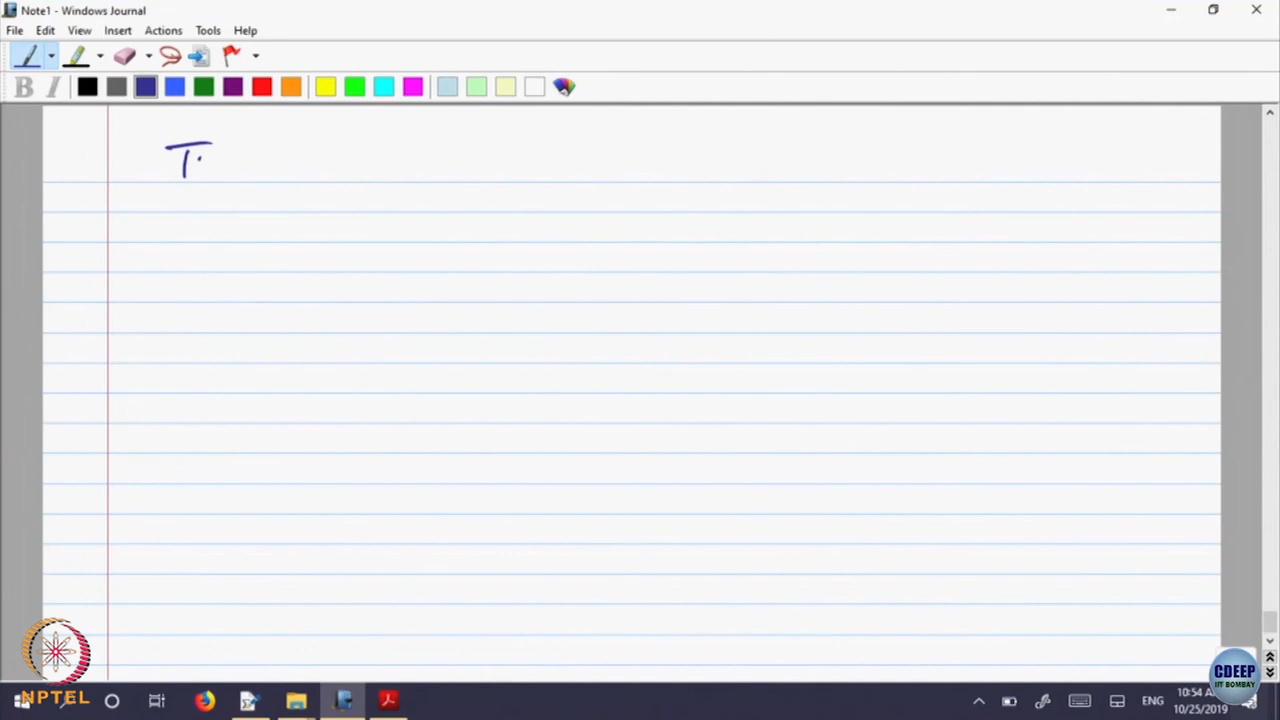 Note1 - Windows Journal
File Edit View Insert Actions Tools Help
B I
T
NPTEL
CDEEP
IIT BOMBAY
ENG
10:54 A
10/25/2019